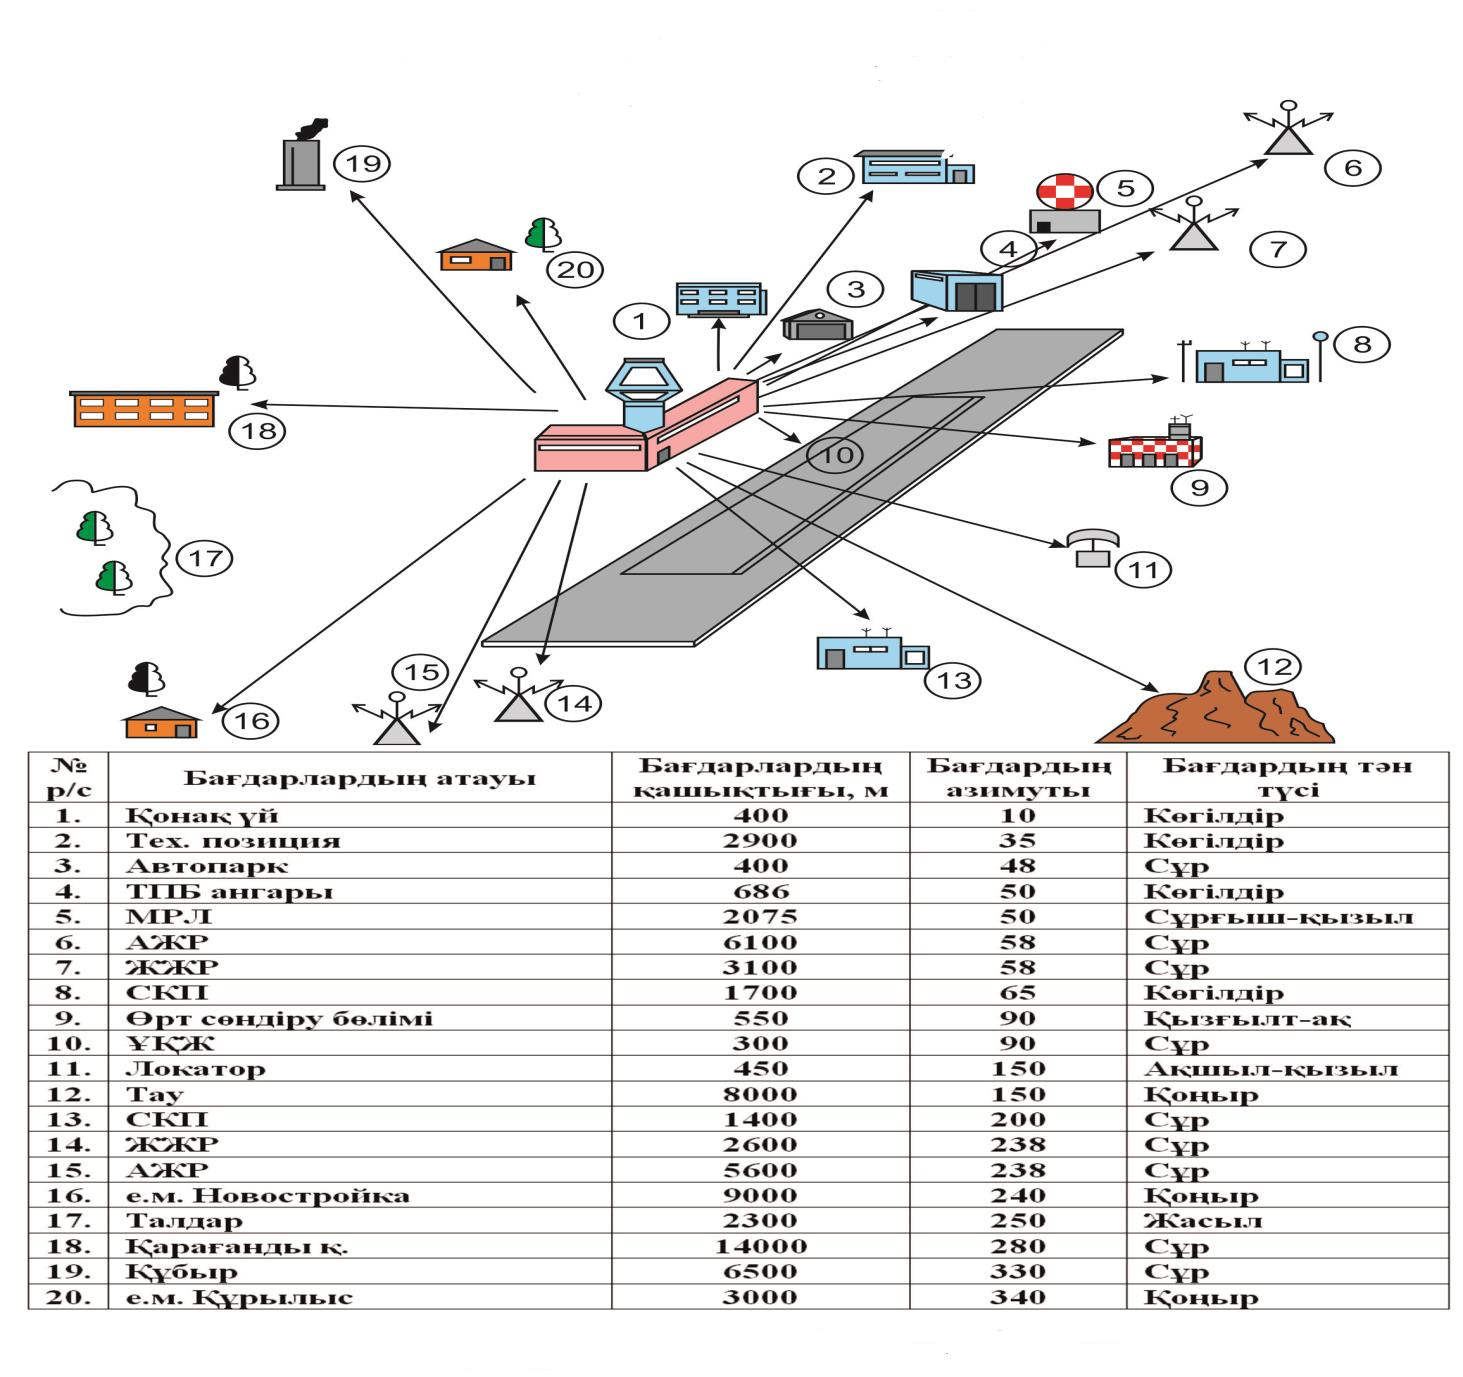 19
2
5
6
20
4
7
3
1
8
18
10
9
17
11
15
14
13
12
16
№ р/с Бағдарлардың атауы Бағдарлардың қашықтығы, м Бағдардың азимуты Бағдардың тән түсі
1. Қонақ үй 400 10 Көгілдір
2. Тех. позиция 2900 35 Көгілдір
3. Автопарк 400 48 Сұр
4. ТПБ ангары 686 50 Көгілдір
5. МРЛ 2075 50 Сұрғыш-қызыл
6. АЖР 6100 58 Сұр
7. ЖЖР 3100 58 Сұр
8. СКП 1700 65 Көгілдір
9. Өрт сөндіру бөлімі 550 90 Қызғылт-ақ
10. ҰҚЖ 300 90 Сұр
11. Локатор 450 150 Ақшыл-қызыл
12. Тау 8000 150 Қоңыр
13. СКП 1400 200 Сұр
14. ЖЖР 2600 238 Сұр
15. АЖР 5600 238 Сұр
16. е.м. Новостройка 9000 240 Қоңыр
17. Талдар 2300 250 Жасыл
18. Қарағанды қ. 14000 280 Сұр
19. Құбыр 6500 330 Сұр
20. е.м. Құрылыс 3000 340 Қоңыр